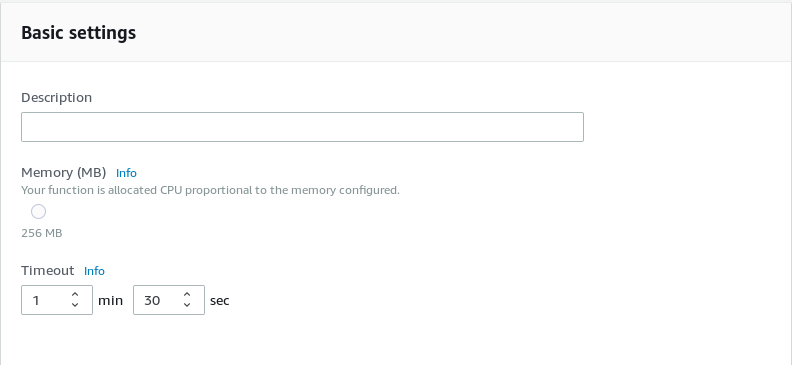 Basic settings
Description
Memory (MB) Info
Your function is allocated CPU proportional to the memory configured.
256 MB
Timeout Info
1 min 30 sec